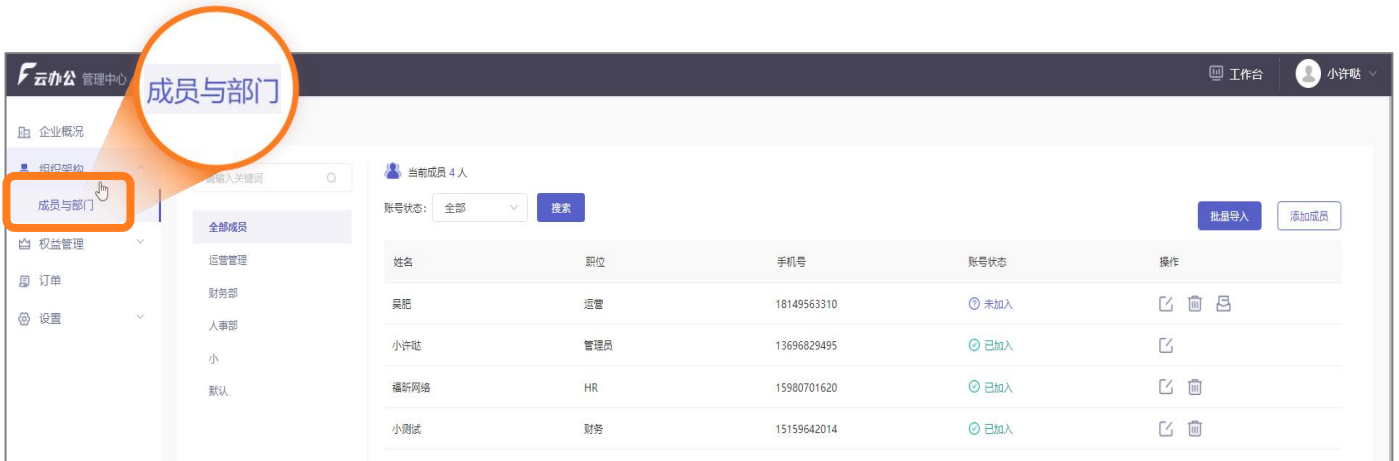 云办公 管理中心
成员与部门
工作台
小许哒
企业概况
组织架构
成员与部门
权益管理
订单
设置
请输入关键词
全部成员
运营管理
财务部
人事部
小
默认
当前成员 4 人
账号状态: 全部 搜索
批量导入 添加成员
姓名 职位 手机号 账号状态 操作
吴肥 运营 18149563310 未加入
小许哒 管理员 13696829495 已加入
福昕网络 HR 15980701620 已加入
小测试 财务 15159642014 已加入